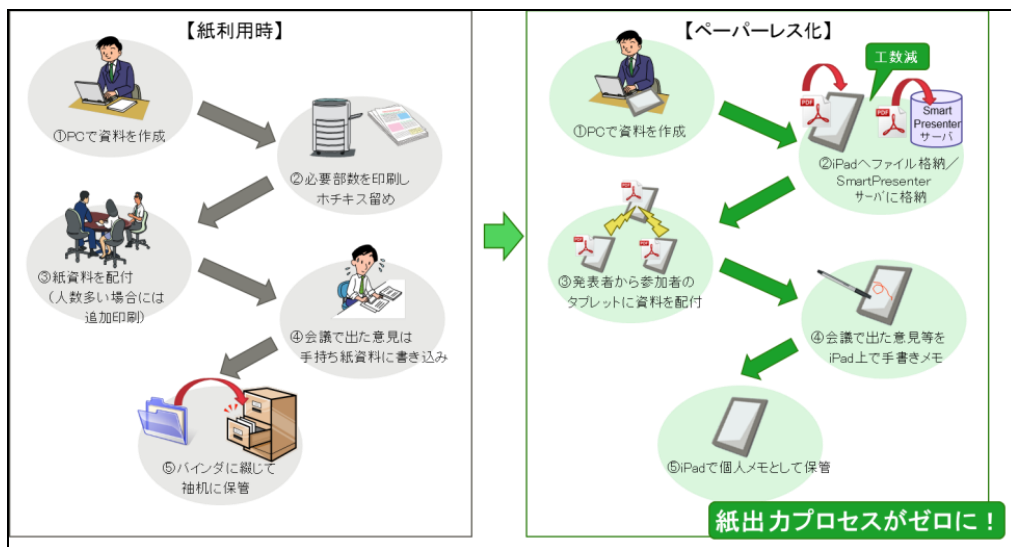 【紙利用時】
①PCで資料を作成
②必要部数を印刷し
ホチキス留め
③紙資料を配付
(人数多い場合には
追加印刷)
④会議で出た意見は
手持ち紙資料に書き込み
⑤バインダに綴じて
袖机に保管
【ペーパーレス化】
①PCで資料を作成
工数減
PDF
PDF
Smart
Presenter
サーバ
②iPadへファイル格納/
SmartPresenter
サーバに格納
PDF
PDF
PDF
③発表者から参加者の
タブレットに資料を配付
④会議で出た意見等を
iPad上で手書きメモ
⑤iPadで個人メモとして保管
紙出力プロセスがゼロに!